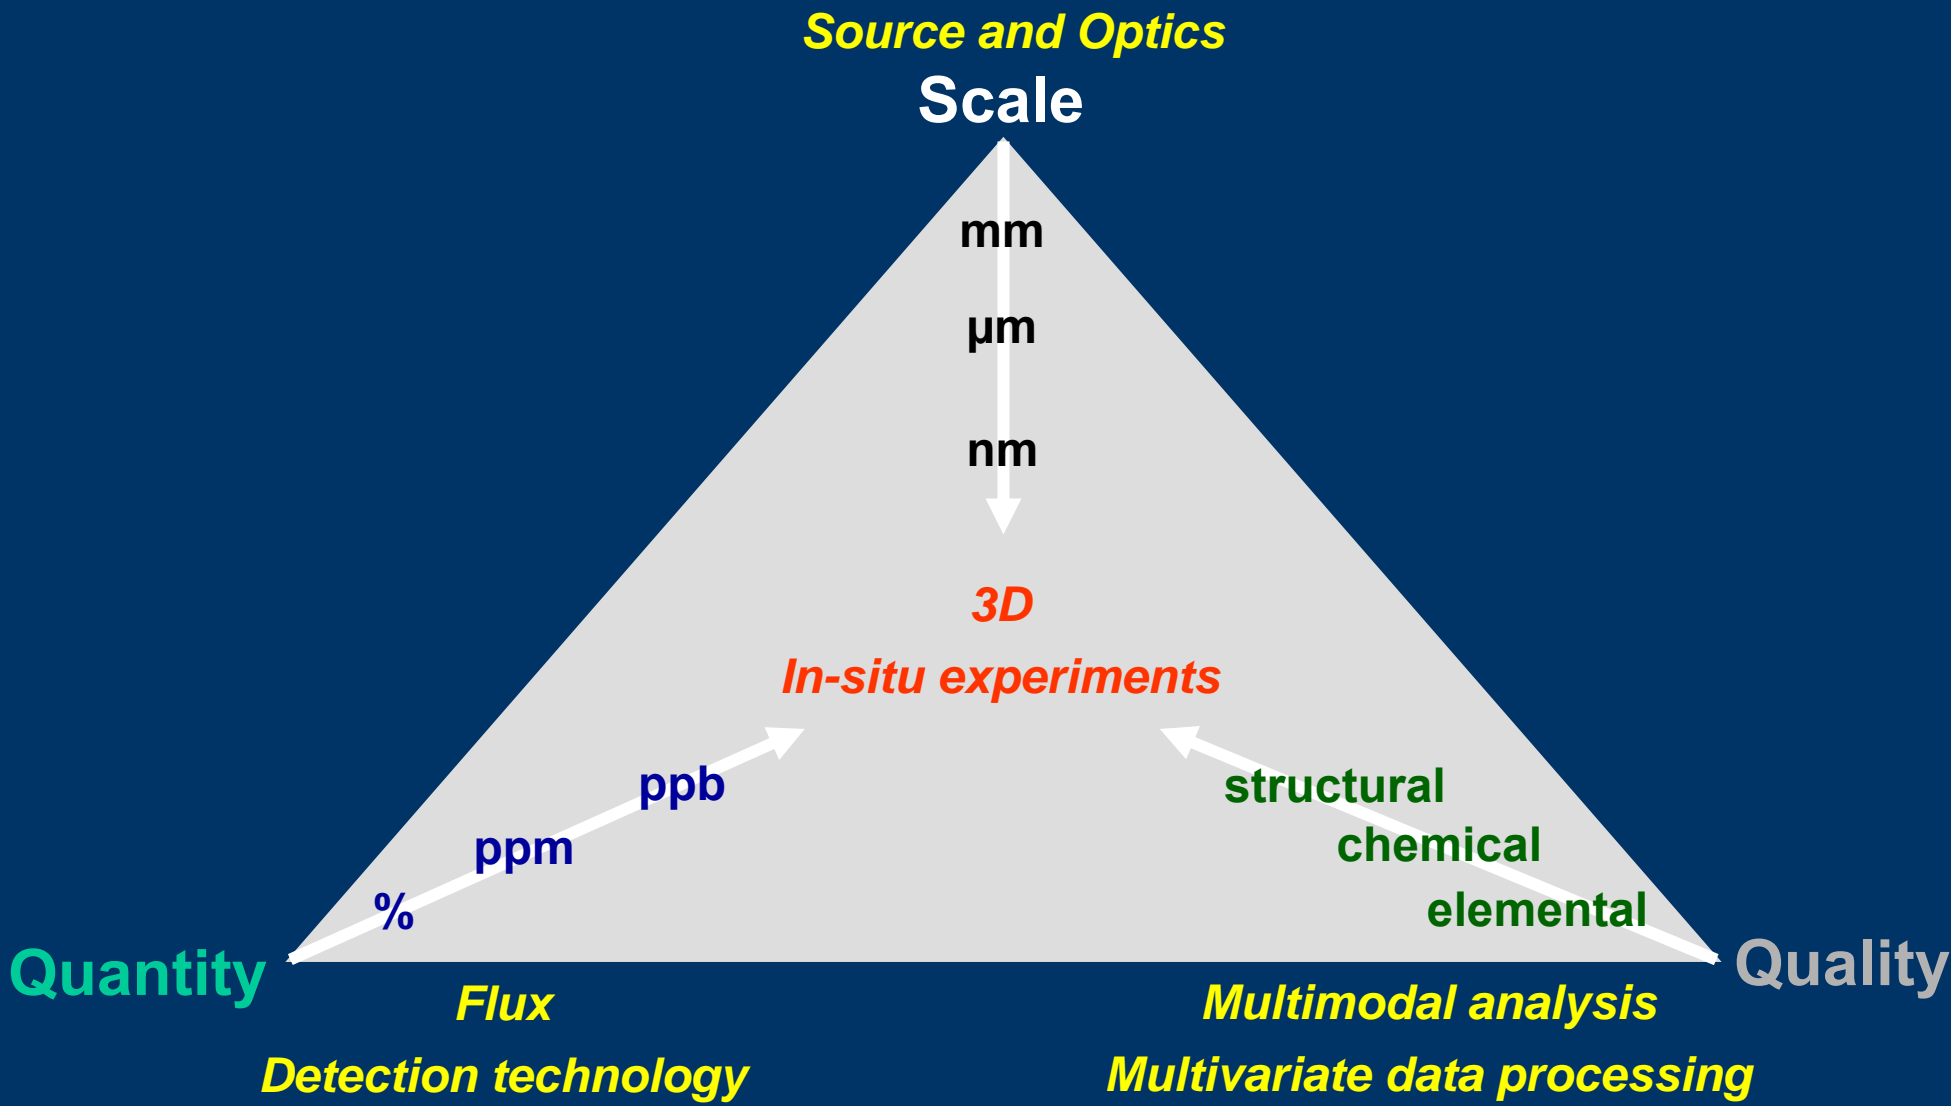 Source and Optics
Scale
mm
µm
nm
3D
In-situ experiments
ppb
ppm
%
structural
chemical
elemental
Quantity
Quality
Flux
Detection technology
Multimodal analysis
Multivariate data processing